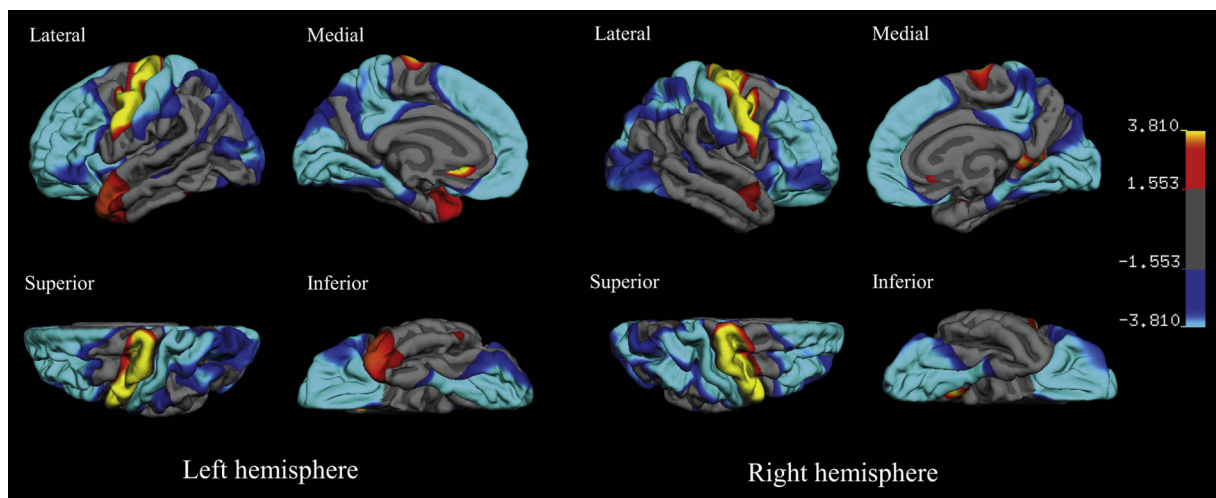 Lateral
Medial
Lateral
Medial
3.810
1.553
-1.553
-3.810
Superior
Inferior
Superior
Inferior
Left hemisphere
Right hemisphere